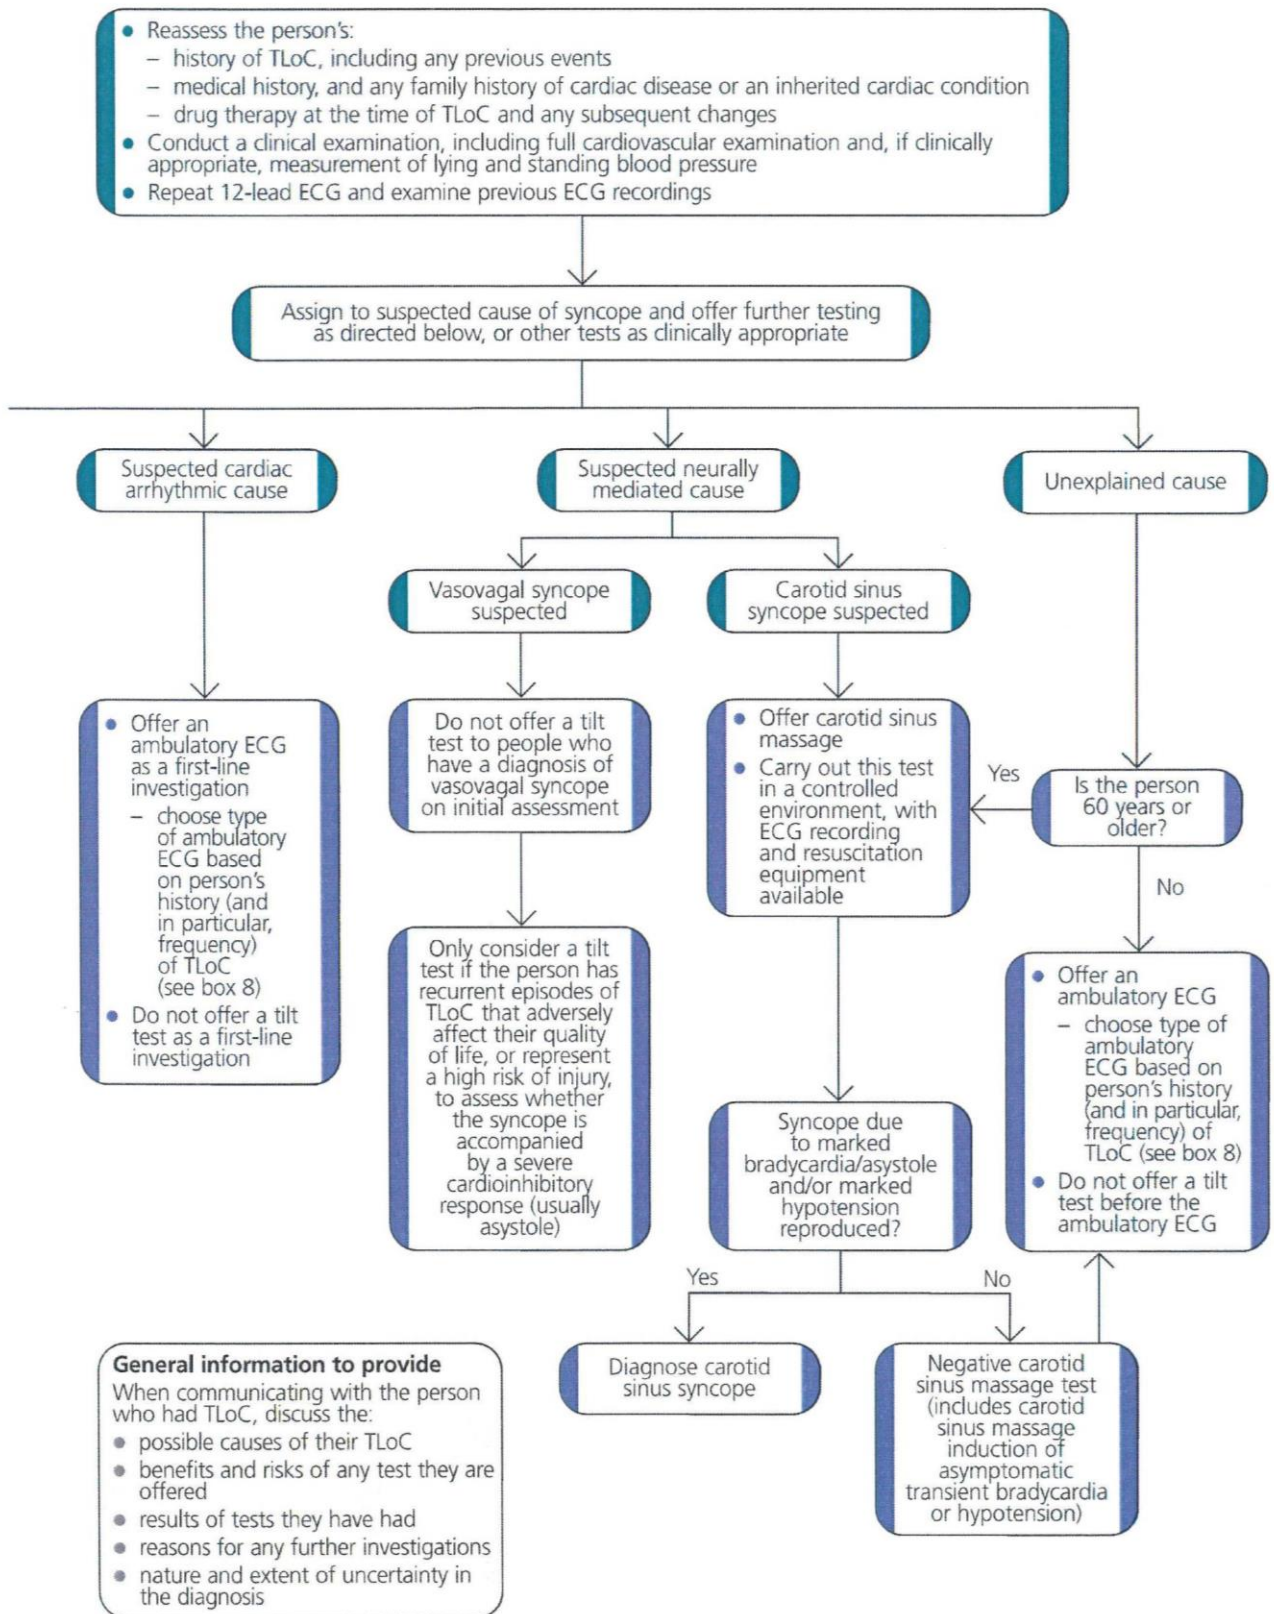 • Reassess the person's:
– history of TLoC, including any previous events
– medical history, and any family history of cardiac disease or an inherited cardiac condition
– drug therapy at the time of TLoC and any subsequent changes
• Conduct a clinical examination, including full cardiovascular examination and, if clinically
appropriate, measurement of lying and standing blood pressure
• Repeat 12-lead ECG and examine previous ECG recordings
Assign to suspected cause of syncope and offer further testing
as directed below, or other tests as clinically appropriate
Suspected cardiac
arrhythmic cause
Suspected neurally
mediated cause
Unexplained cause
Vasovagal syncope
suspected
Carotid sinus
syncope suspected
• Offer an
ambulatory ECG
as a first-line
investigation
– choose type
of ambulatory
ECG based
on person's
history (and
in particular,
frequency)
of TLoC
(see box 8)
• Do not offer a tilt
test as a first-line
investigation
Do not offer a tilt
test to people who
have a diagnosis of
vasovagal syncope
on initial assessment
• Offer carotid sinus
massage
• Carry out this test
in a controlled
environment, with
ECG recording
and resuscitation
equipment
available
Yes
Is the person
60 years or
older?
No
Only consider a tilt
test if the person has
recurrent episodes of
TLoC that adversely
affect their quality
of life, or represent
a high risk of injury,
to assess whether
the syncope is
accompanied
by a severe
cardioinhibitory
response (usually
asystole)
• Offer an
ambulatory ECG
– choose type of
ambulatory
ECG based on
person's history
(and in particular,
frequency) of
TLoC (see box 8)
• Do not offer a tilt
test before the
ambulatory ECG
Syncope due
to marked
bradycardia/asystole
and/or marked
hypotension
reproduced?
Yes
No
Diagnose carotid
sinus syncope
Negative carotid
sinus massage test
(includes carotid
sinus massage
induction of
asymptomatic
transient bradycardia
or hypotension)
General information to provide
When communicating with the person
who had TLoC, discuss the:
• possible causes of their TLoC
• benefits and risks of any test they are
offered
• results of tests they have had
• reasons for any further investigations
• nature and extent of uncertainty in
the diagnosis